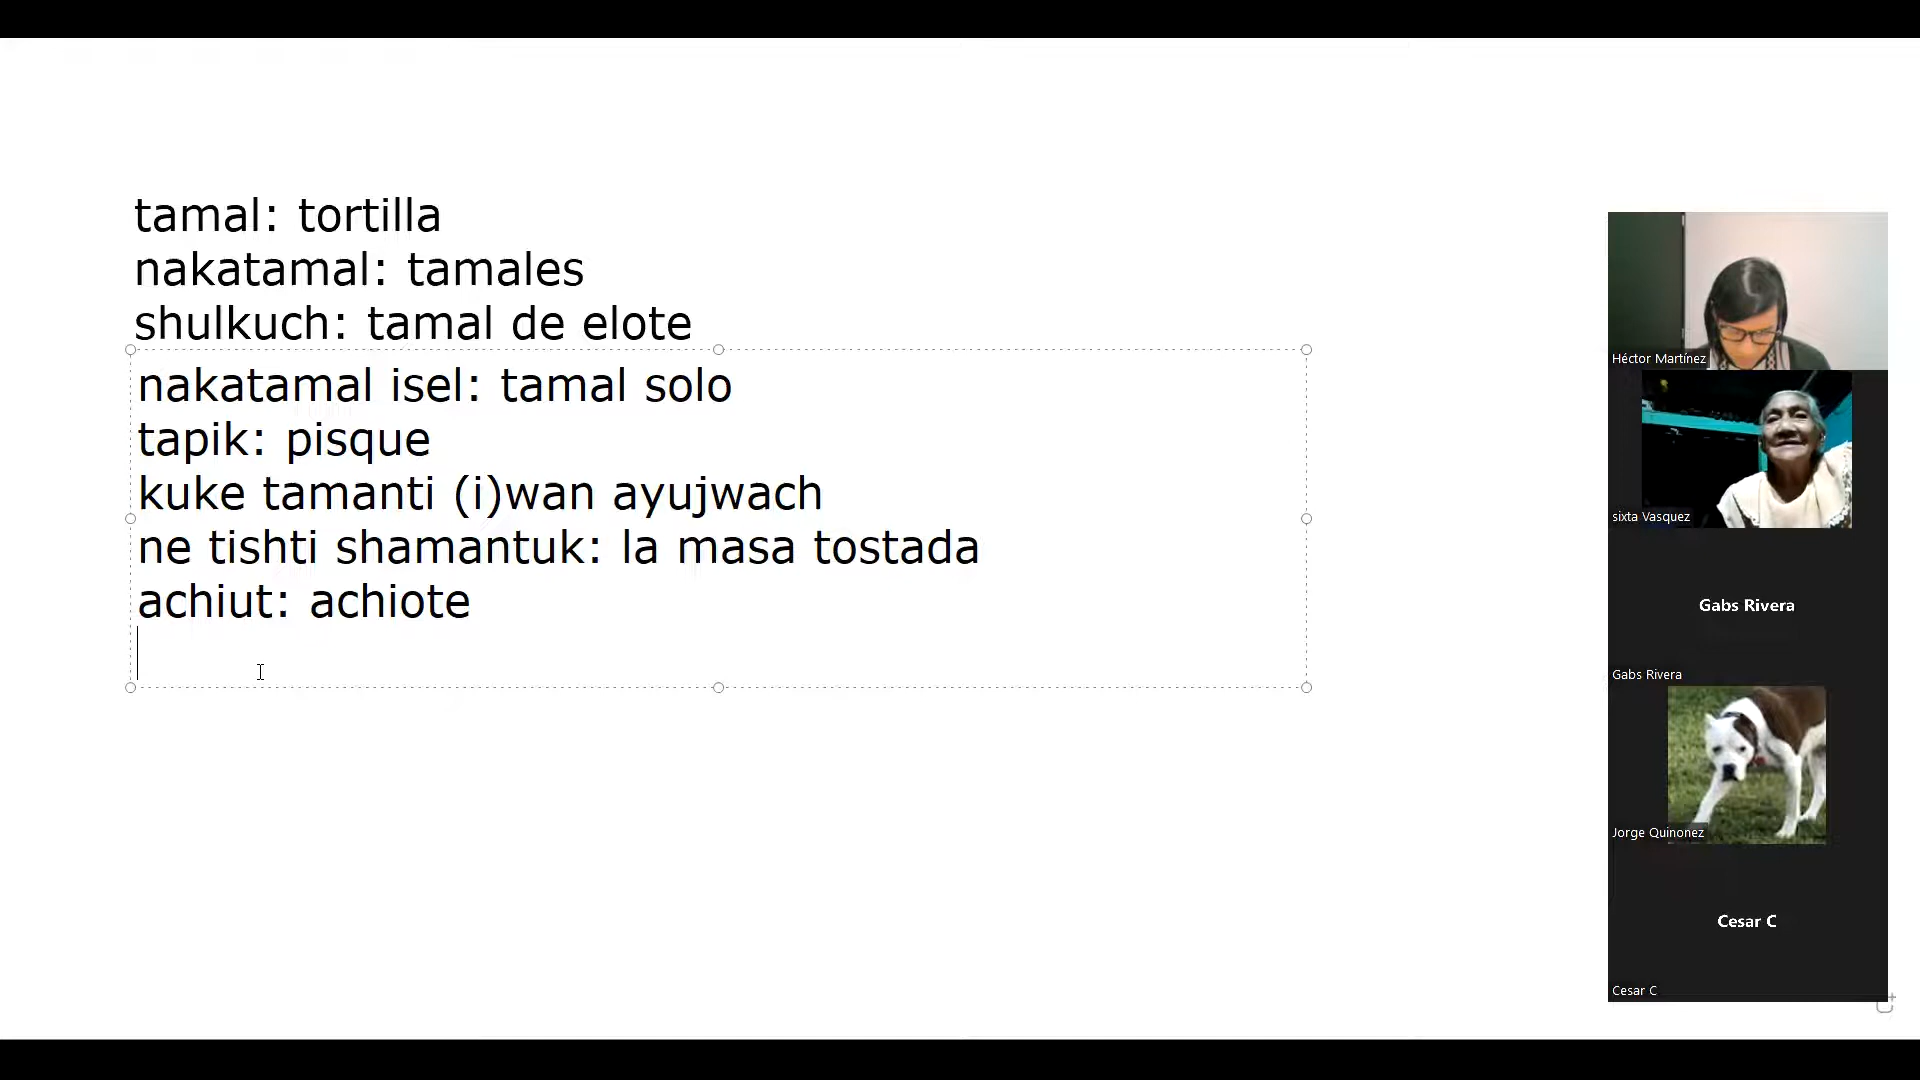 tamal: tortilla
nakatamal: tamales
shulkuch: tamal de elote
nakatamal isel: tamal solo
tapik: pisque
kuke tamanti (i)wan ayujwach
ne tishti shamantuk: la masa tostada
achiut: achiote
Héctor Martínez
sixta Vasquez
Gabs Rivera
Gabs Rivera
Jorge Quinonez
Cesar C
Cesar C